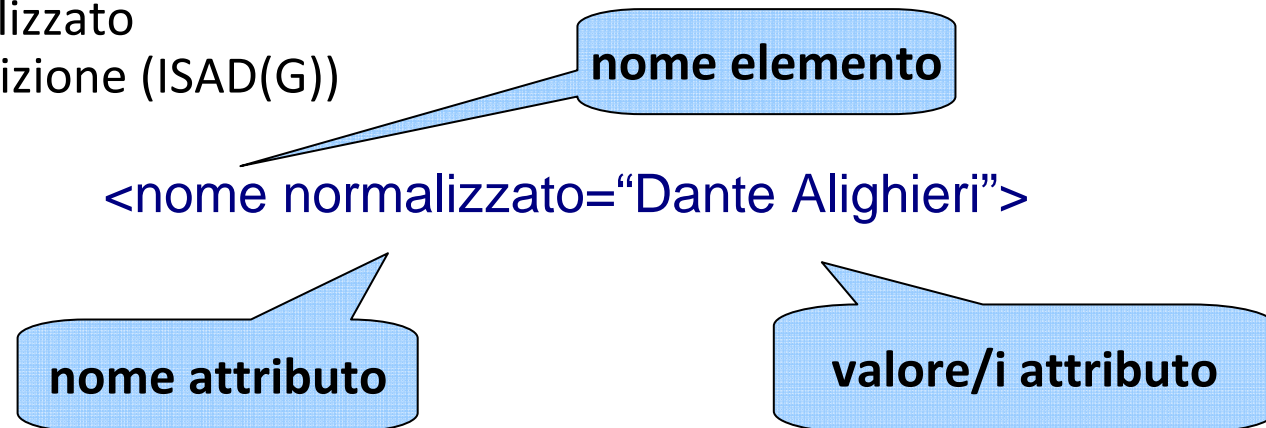 lizzato
izione (ISAD(G))
nome elemento
<nome normalizzato=“Dante Alighieri”>
nome attributo
valore/i attributo